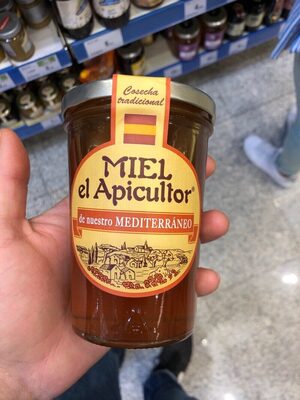 Cosecha
tradicional
MIEL
el Apicultor®
de nuestro MEDITERRÁNEO